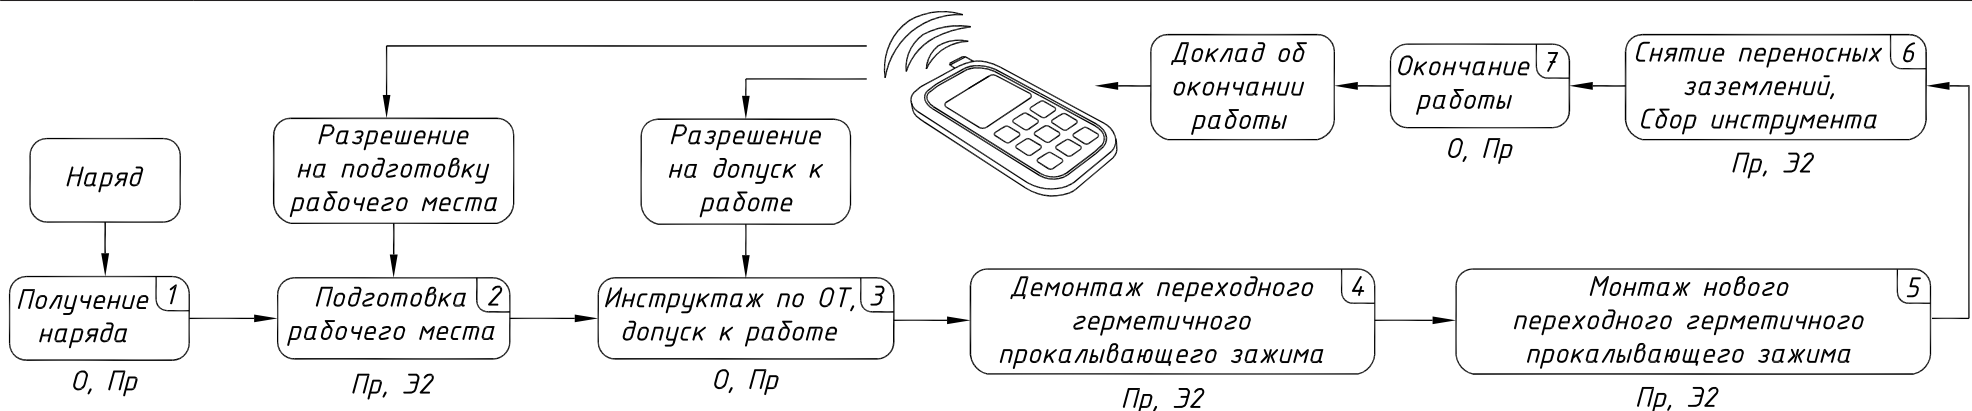 Наряд
Получение 1
наряда
О, Пр
Разрешение
на подготовку
рабочего места
Подготовка 2
рабочего места
Пр, Э2
Разрешение
на допуск к
работе
Инструктаж по ОТ, 3
допуск к работе
О, Пр
Демонтаж переходного 4
герметичного
прокалывающего зажима
Пр, Э2
Монтаж нового 5
переходного герметичного
прокалывающего зажима
Пр, Э2
Снятие переносных 6
заземлений,
Сбор инструмента
Пр, Э2
Окончание 7
работы
О, Пр
Доклад об
окончании
работы